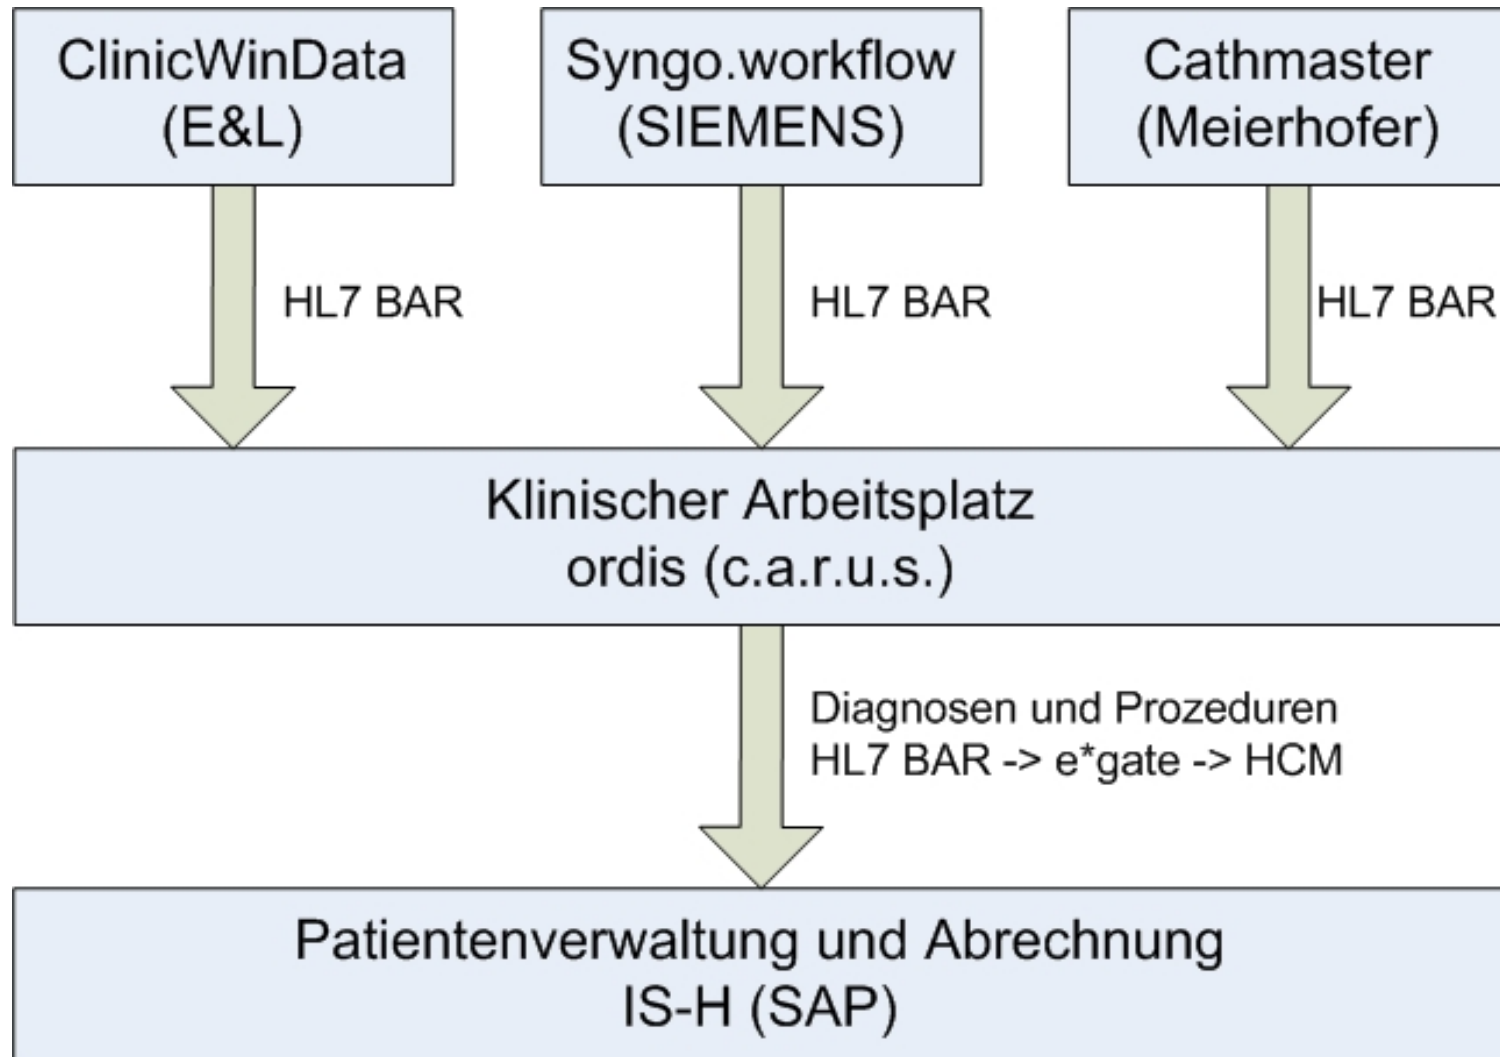 ClinicWinData
(E&L)
Syngo.workflow
(SIEMENS)
Cathmaster
(Meierhofer)
HL7 BAR
HL7 BAR
HL7 BAR
Klinischer Arbeitsplatz
ordis (c.a.r.u.s.)
Diagnosen und Prozeduren
HL7 BAR -> e*gate -> HCM
Patientenverwaltung und Abrechnung
IS-H (SAP)